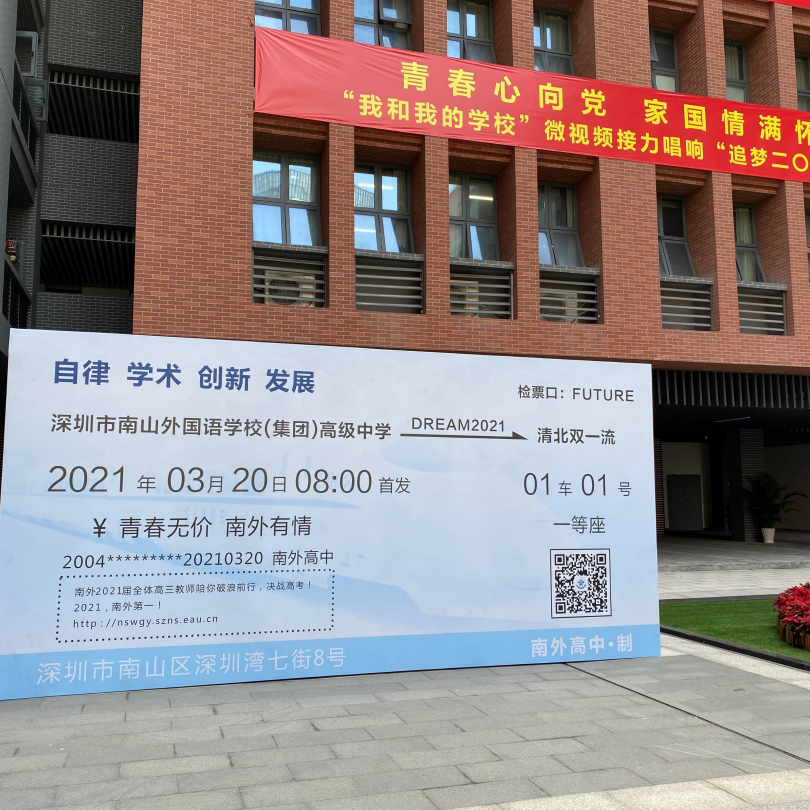 青春心向党 家国情满怀
“我和我的学校”微视频接力唱响“追梦二〇
自律 学术 创新 发展
检票口：FUTURE
深圳市南山外国语学校(集团)高级中学 DREAM2021 清北双一流
2021年03月20日08:00首发 01车01号
¥ 青春无价 南外有情 一等座
2004*********20210320 南外高中
南外2021届全体高三教师陪你破浪前行，决战高考！
2021，南外第一！
http://nswgy.szns.eau.cn
深圳市南山区深圳湾七街8号 南外高中·制